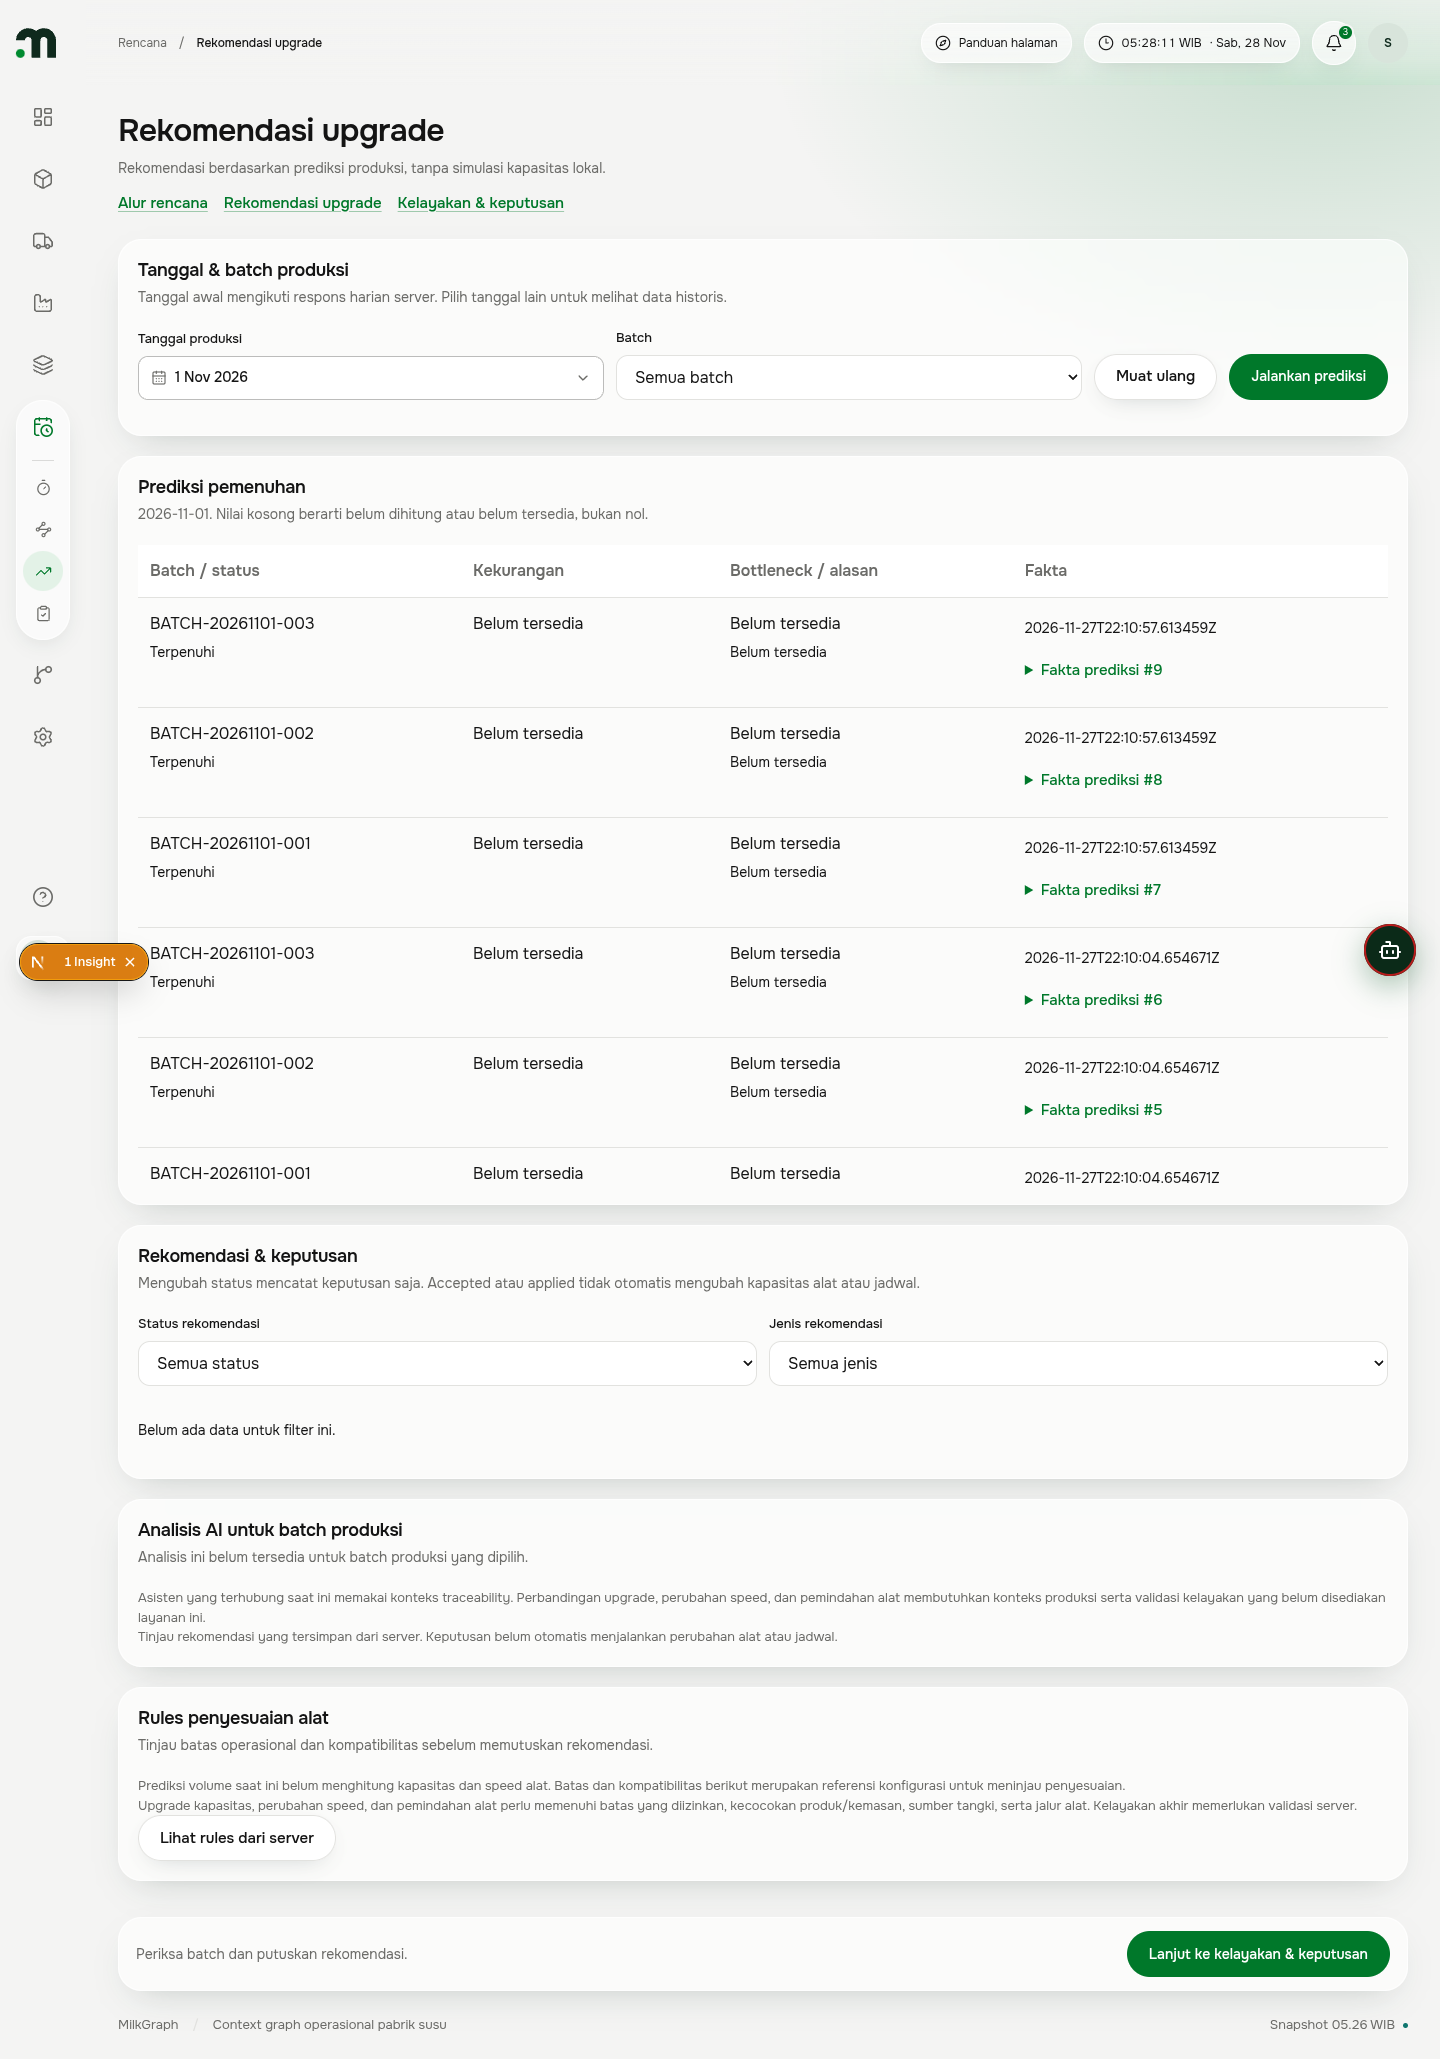 Rencana / Rekomendasi upgrade
Panduan halaman
05:28:11 WIB · Sab, 28 Nov
3
S
Rekomendasi upgrade
Rekomendasi berdasarkan prediksi produksi, tanpa simulasi kapasitas lokal.
Alur rencana Rekomendasi upgrade Kelayakan & keputusan
Tanggal & batch produksi
Tanggal awal mengikuti respons harian server. Pilih tanggal lain untuk melihat data historis.
Tanggal produksi
Batch
1 Nov 2026
Semua batch
Muat ulang
Jalankan prediksi
Prediksi pemenuhan
2026-11-01. Nilai kosong berarti belum dihitung atau belum tersedia, bukan nol.
Batch / status Kekurangan Bottleneck / alasan Fakta
BATCH-20261101-003 Belum tersedia Belum tersedia 2026-11-27T22:10:57.613459Z
Terpenuhi Belum tersedia
Fakta prediksi #9
BATCH-20261101-002 Belum tersedia Belum tersedia 2026-11-27T22:10:57.613459Z
Terpenuhi Belum tersedia
Fakta prediksi #8
BATCH-20261101-001 Belum tersedia Belum tersedia 2026-11-27T22:10:57.613459Z
Terpenuhi Belum tersedia
Fakta prediksi #7
BATCH-20261101-003 Belum tersedia Belum tersedia 2026-11-27T22:10:04.654671Z
1 Insight
Terpenuhi Belum tersedia
Fakta prediksi #6
BATCH-20261101-002 Belum tersedia Belum tersedia 2026-11-27T22:10:04.654671Z
Terpenuhi Belum tersedia
Fakta prediksi #5
BATCH-20261101-001 Belum tersedia Belum tersedia 2026-11-27T22:10:04.654671Z
Rekomendasi & keputusan
Mengubah status mencatat keputusan saja. Accepted atau applied tidak otomatis mengubah kapasitas alat atau jadwal.
Status rekomendasi
Jenis rekomendasi
Semua status
Semua jenis
Belum ada data untuk filter ini.
Analisis AI untuk batch produksi
Analisis ini belum tersedia untuk batch produksi yang dipilih.
Asisten yang terhubung saat ini memakai konteks traceability. Perbandingan upgrade, perubahan speed, dan pemindahan alat membutuhkan konteks produksi serta validasi kelayakan yang belum disediakan
layanan ini.
Tinjau rekomendasi yang tersimpan dari server. Keputusan belum otomatis menjalankan perubahan alat atau jadwal.
Rules penyesuaian alat
Tinjau batas operasional dan kompatibilitas sebelum memutuskan rekomendasi.
Prediksi volume saat ini belum menghitung kapasitas dan speed alat. Batas dan kompatibilitas berikut merupakan referensi konfigurasi untuk meninjau penyesuaian.
Upgrade kapasitas, perubahan speed, dan pemindahan alat perlu memenuhi batas yang diizinkan, kecocokan produk/kemasan, sumber tangki, serta jalur alat. Kelayakan akhir memerlukan validasi server.
Lihat rules dari server
Periksa batch dan putuskan rekomendasi.
Lanjut ke kelayakan & keputusan
MilkGraph / Context graph operasional pabrik susu
Snapshot 05.26 WIB